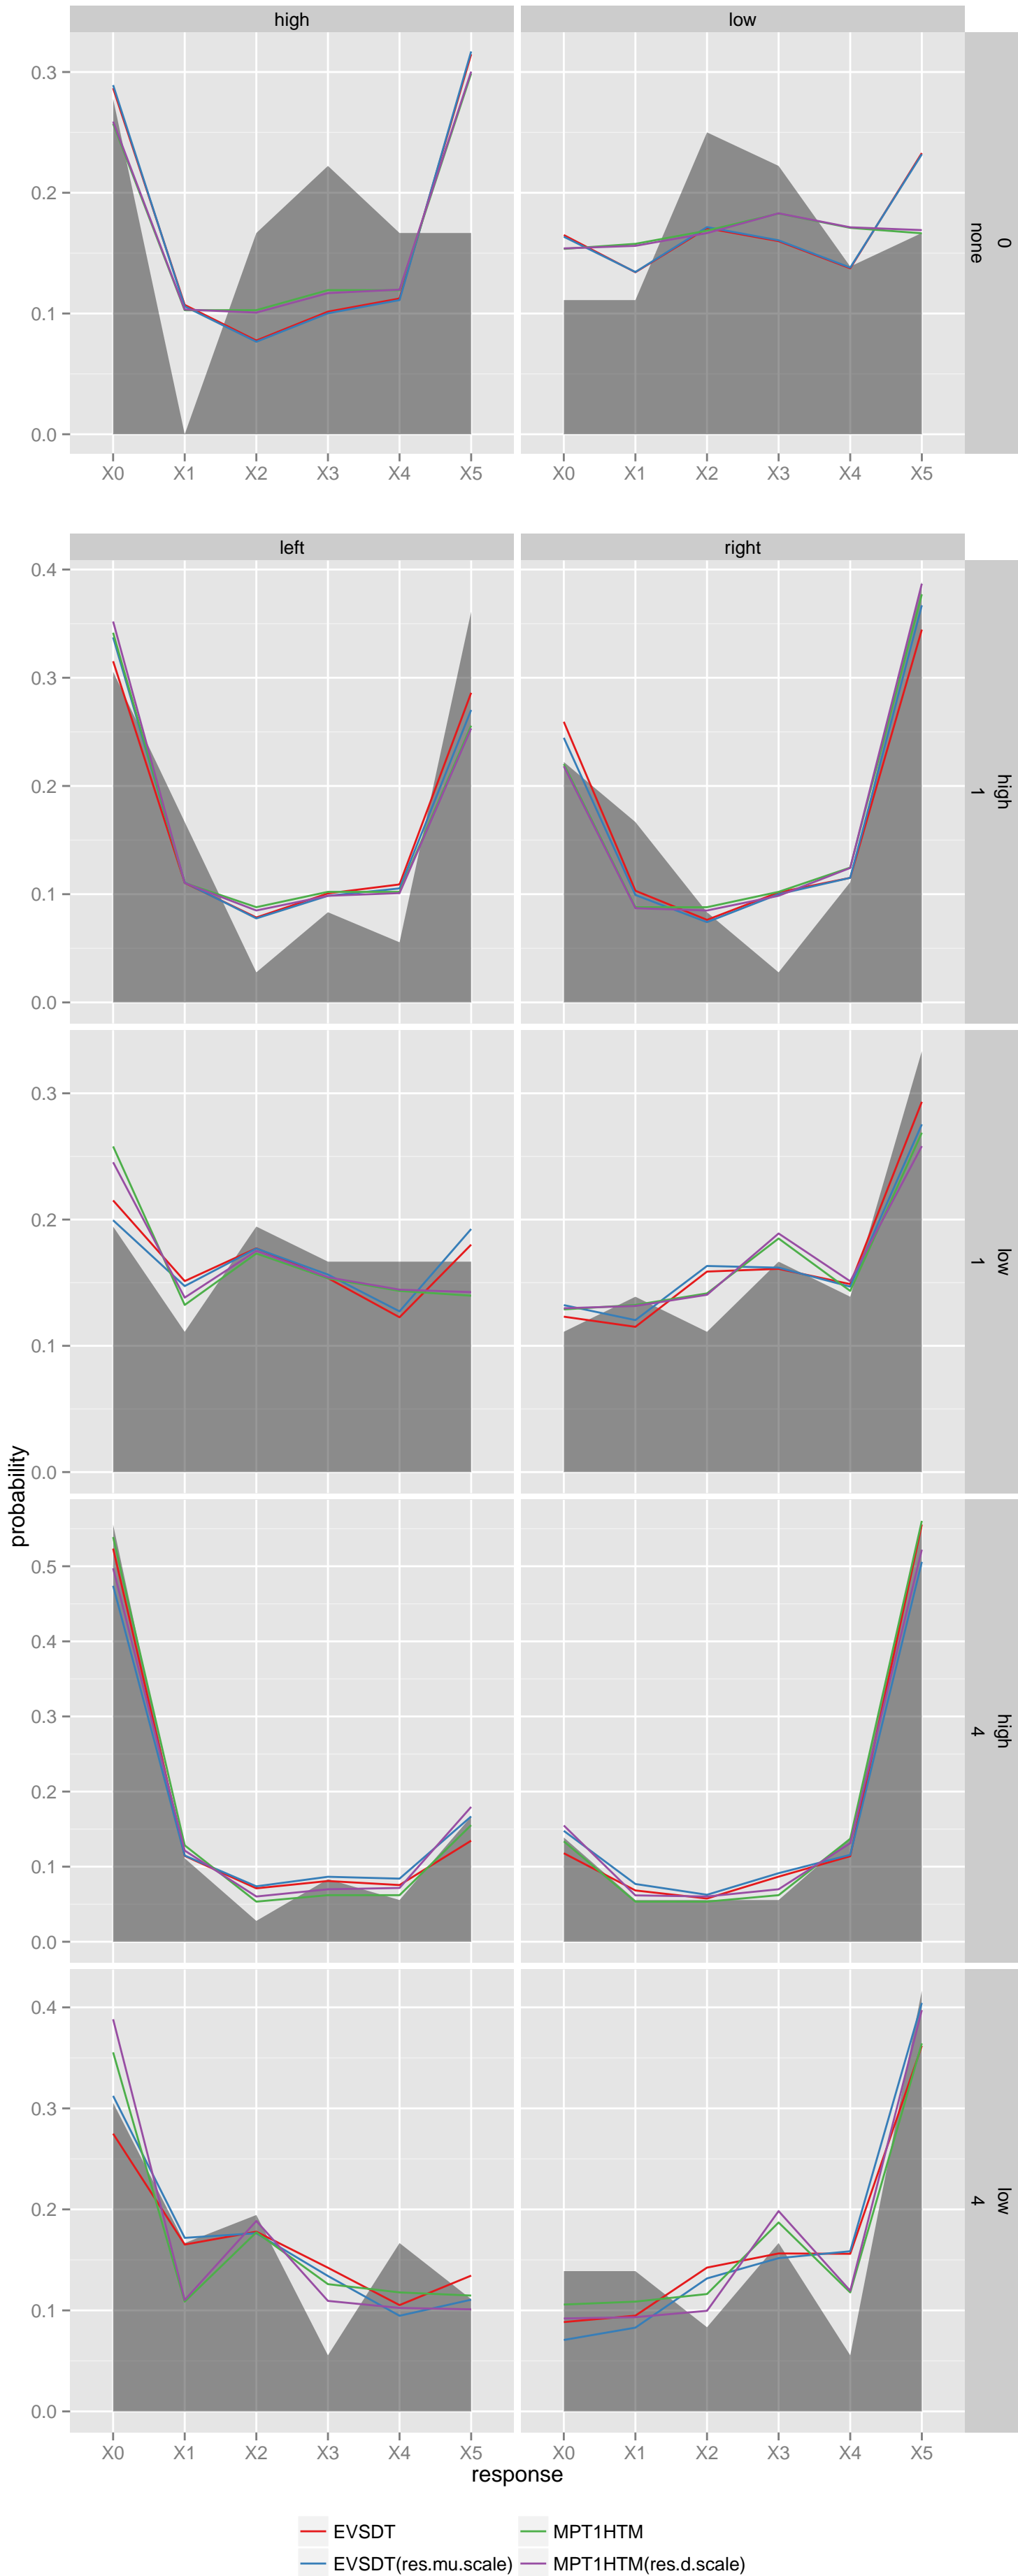 high low
0.3
0.2
0.1
0.0
0
none
X0 X1 X2 X3 X4 X5 X0 X1 X2 X3 X4 X5
left right
0.4
0.3
0.2
0.1
0.0
high
1
0.3
0.2
0.1
0.0
low
1
probability
0.5
0.4
0.3
0.2
0.1
0.0
high
4
0.4
0.3
0.2
0.1
0.0
low
4
X0 X1 X2 X3 X4 X5 X0 X1 X2 X3 X4 X5
response
EVSDT MPT1HTM
EVSDT(res.mu.scale) MPT1HTM(res.d.scale)